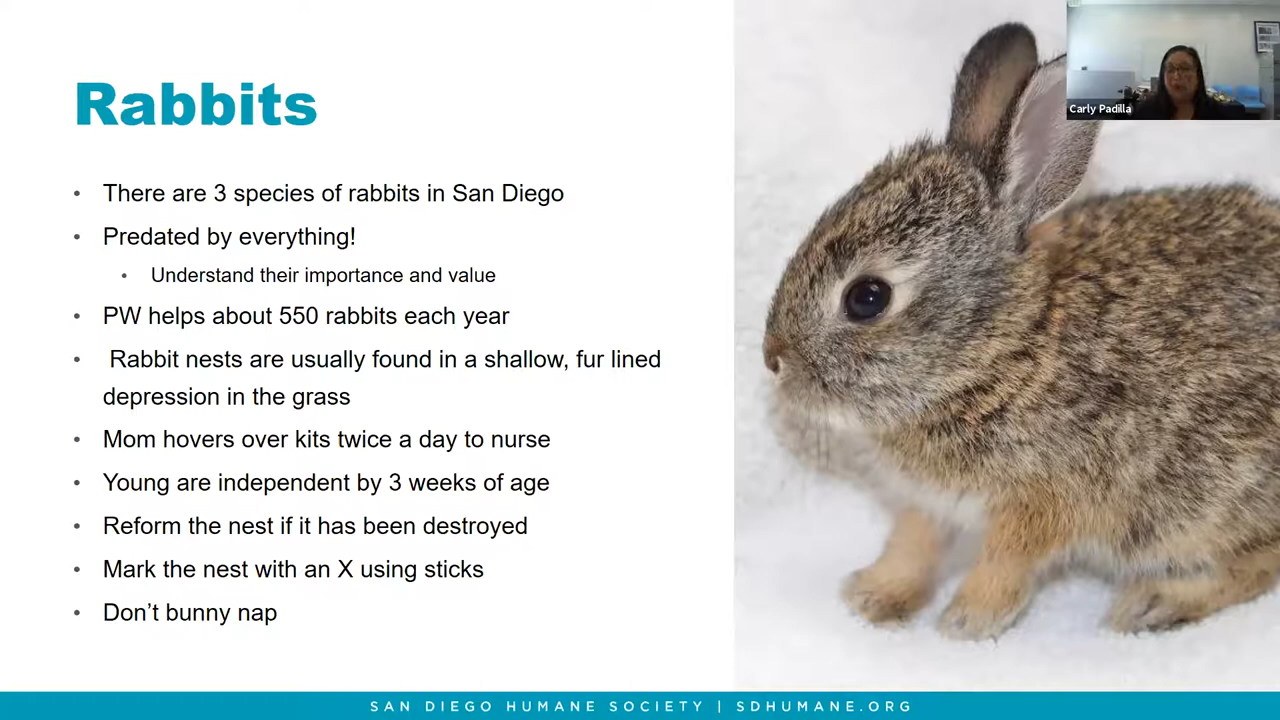 Rabbits
Carly Padilla
• There are 3 species of rabbits in San Diego
• Predated by everything!
• Understand their importance and value
• PW helps about 550 rabbits each year
• Rabbit nests are usually found in a shallow, fur lined
depression in the grass
• Mom hovers over kits twice a day to nurse
• Young are independent by 3 weeks of age
• Reform the nest if it has been destroyed
• Mark the nest with an X using sticks
• Don’t bunny nap
SAN DIEGO HUMANE SOCIETY | SDHUMANE.ORG